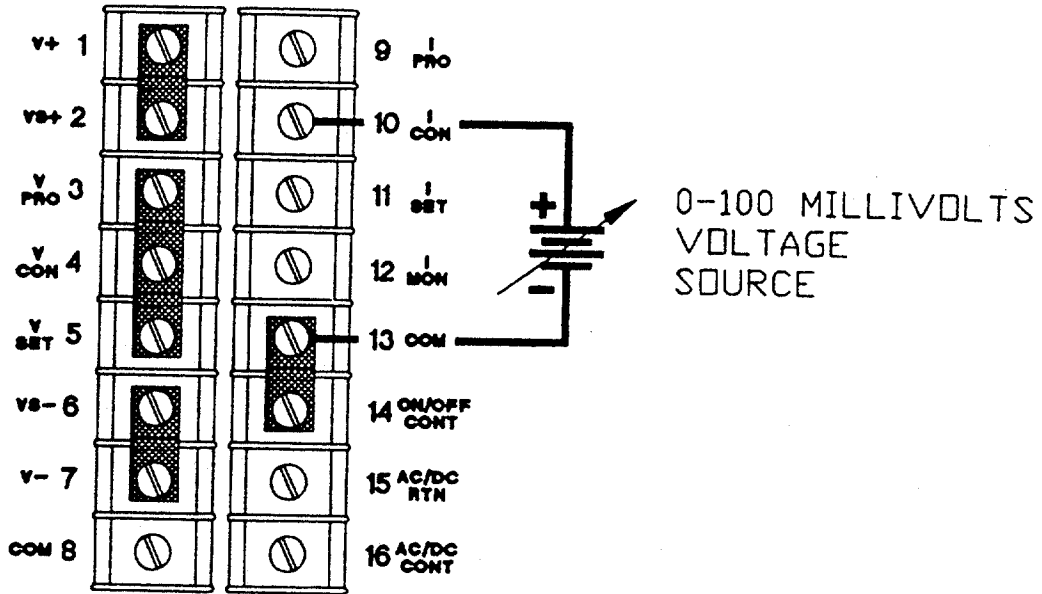 V+ 1
VS+ 2
V
PRO 3
V
CON 4
V
SET 5
VS- 6
V- 7
COM 8
9 I
PRO
10 I
CON
11 I
SET
12 I
MON
13 COM
14 ON/OFF
CONT
15 AC/DC
RTN
16 AC/DC
CONT
+
-
0-100 MILLIVOLTS
VOLTAGE
SOURCE